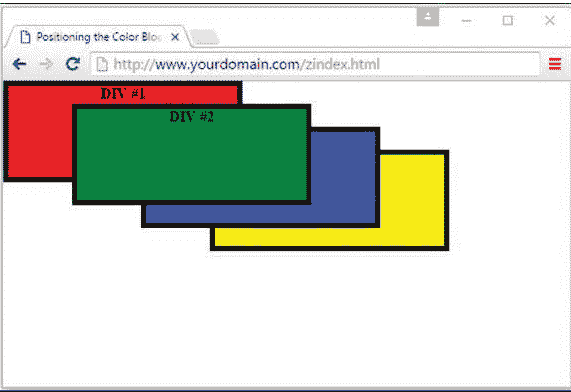 Positioning the Color Bloc
http://www.yourdomain.com/zindex.html
DIV #1
DIV #2